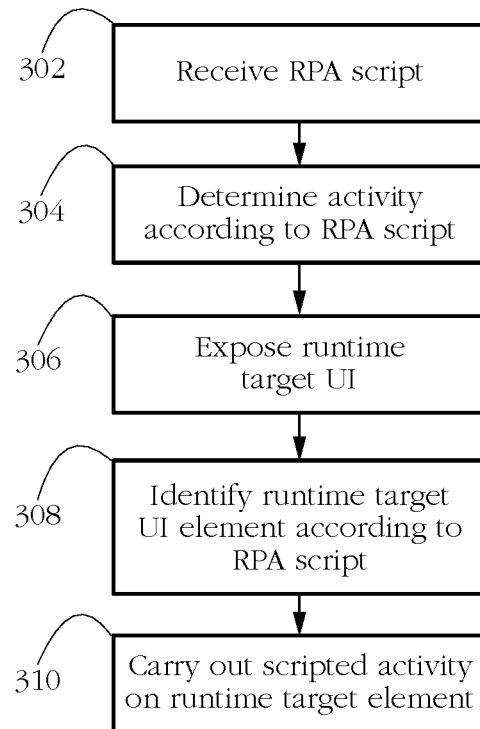 302
Receive RPA script
304
Determine activity
according to RPA script
306
Expose runtime
target UI
308
Identify runtime target
UI element according to
RPA script
310
Carry out scripted activity
on runtime target element